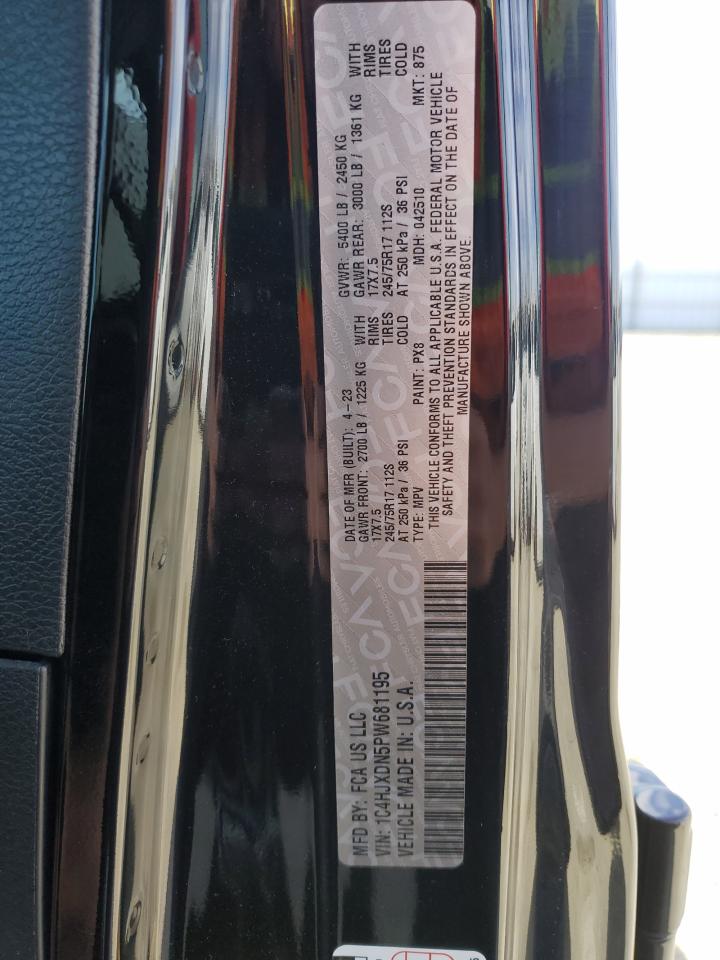 MFD BY: FCA US LLC
VIN: 1C4HJXDN5PW681195
VEHICLE MADE IN: U.S.A.
DATE OF MFR (BUILT): 4-23 GVWR: 5400 LB / 2450 KG
GAWR FRONT: 2700 LB / 1225 KG WITH GAWR REAR: 3000 LB / 1361 KG WITH
17X7.5 RIMS 17X7.5 RIMS
245/75R17 112S TIRES 245/75R17 112S TIRES
AT 250 kPa / 36 PSI COLD AT 250 kPa / 36 PSI COLD
TYPE: MPV PAINT: PX8 MDH: 042510 MKT: 875
THIS VEHICLE CONFORMS TO ALL APPLICABLE U.S.A. FEDERAL MOTOR VEHICLE
SAFETY AND THEFT PREVENTION STANDARDS IN EFFECT ON THE DATE OF
MANUFACTURE SHOWN ABOVE.